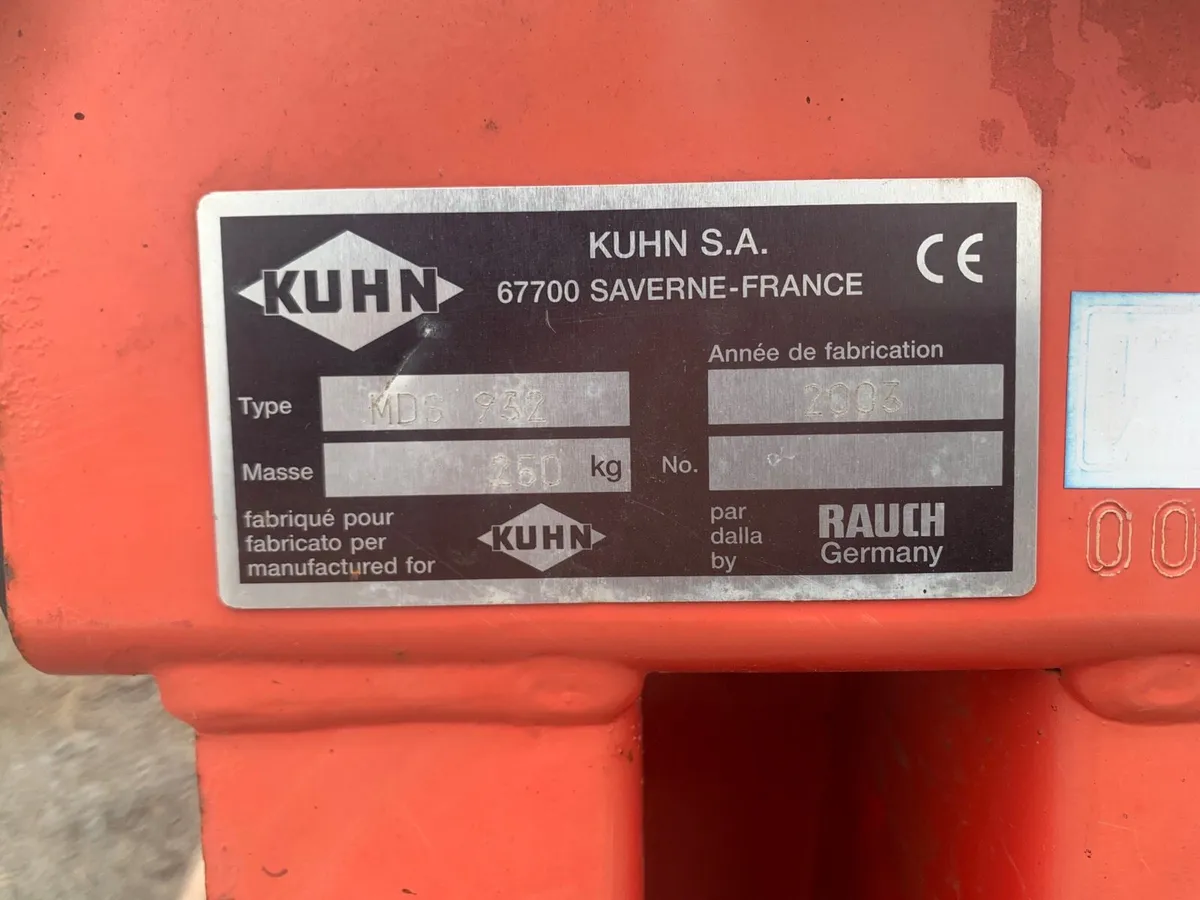 KUHN
KUHN S.A.
67700 SAVERNE-FRANCE
CE
Année de fabrication
Type MDS 932
2003
Masse 250 kg
No.
fabriqué pour
fabricato per
manufactured for
KUHN
par
dalla
by
RAUCH
Germany
00